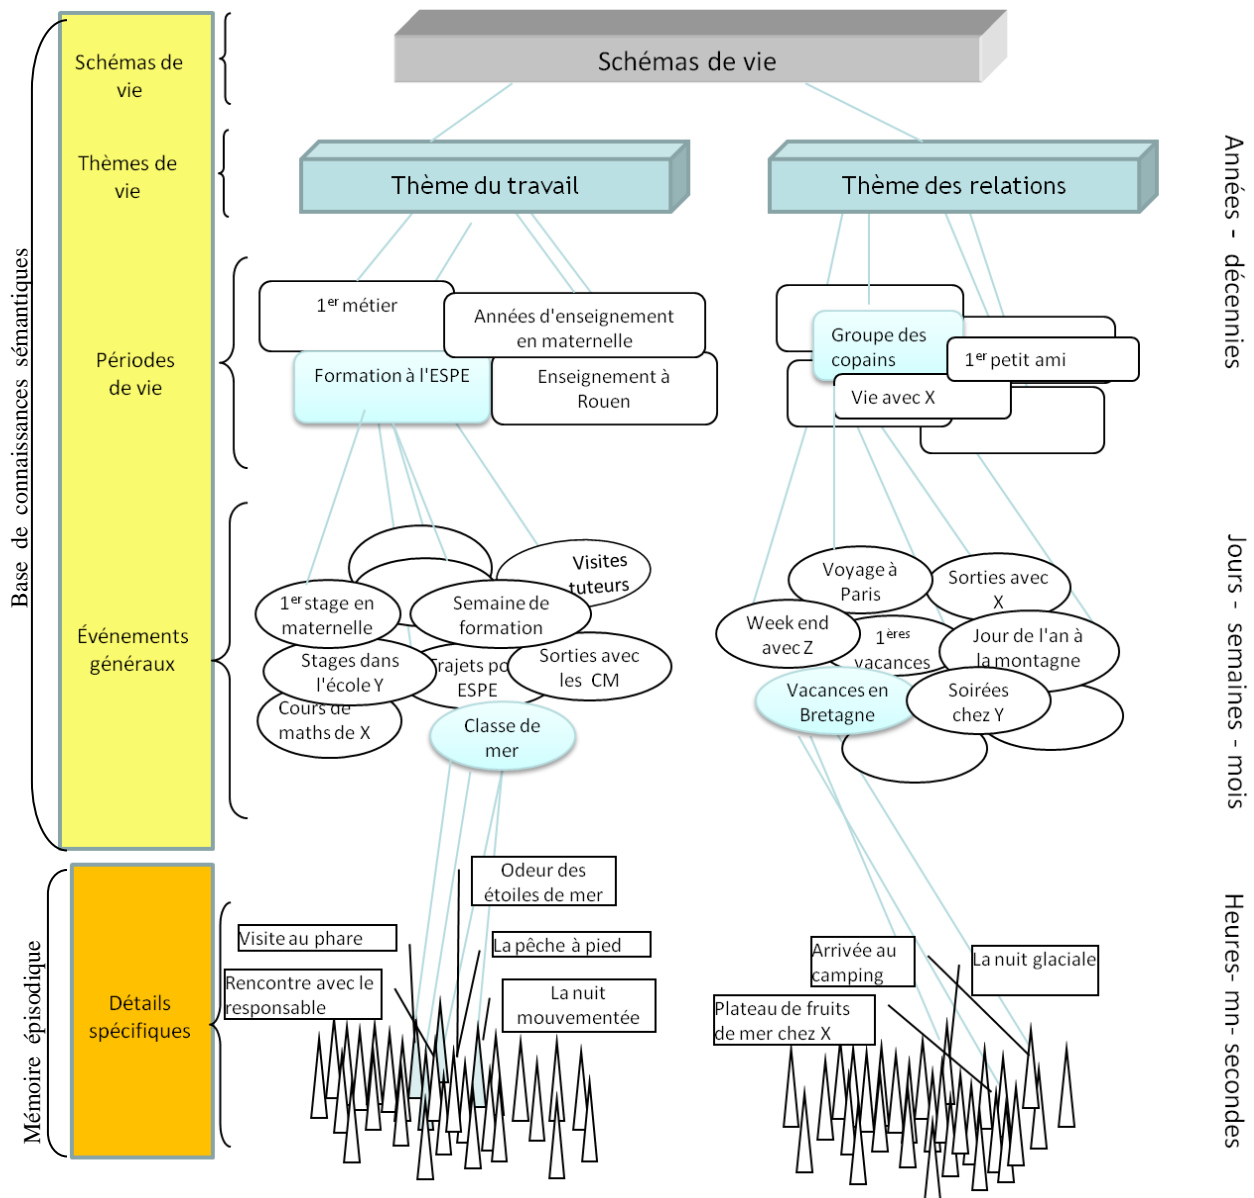 Schémas de
vie
Schémas de vie
Thèmes de
vie
Thème du travail
Thème des relations
Années - décennies
Base de connaissances sémantiques
Périodes
de vie
1er métier
Années d'enseignement
en maternelle
Formation à l'ESPE
Enseignement à
Rouen
Groupe des
copains
1er petit ami
Vie avec X
Événements
généraux
Visites
tuteurs
1er stage en
maternelle
Semaine de
formation
Stages dans
l'école Y
Trajets po
ESPE
Sorties avec
les CM
Cours de
maths de X
Classe de
mer
Voyage à
Paris
Sorties avec
X
Week end
avec Z
1ères
vacances
Jour de l'an à
la montagne
Vacances en
Bretagne
Soirées
chez Y
Jours - semaines - mois
Mémoire épisodique
Détails
spécifiques
Odeur des
étoiles de mer
Visite au phare
La pêche à pied
Rencontre avec le
responsable
La nuit
mouvementée
Arrivée au
camping
La nuit glaciale
Plateau de fruits
de mer chez X
Heures- mn- secondes